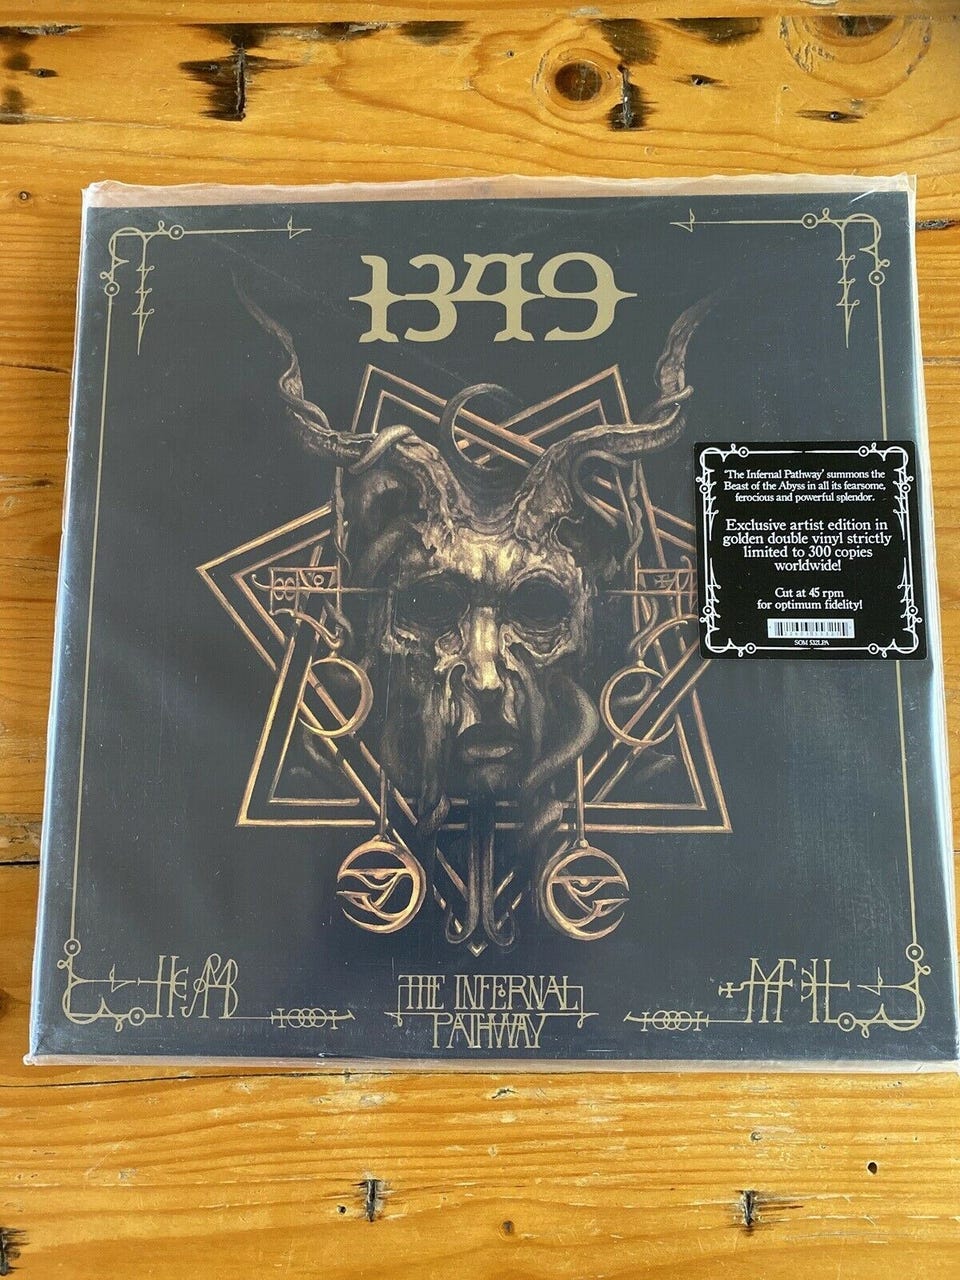 1349
'The Infernal Pathway' summons the
Beast of the Abyss in all its fearsome,
ferocious and powerful splendor.
Exclusive artist edition in
golden double vinyl strictly
limited to 300 copies
worldwide!
Cut at 45 rpm
for optimum fidelity!
SOM 532LPA
THE INFERNAL
PATHWAY